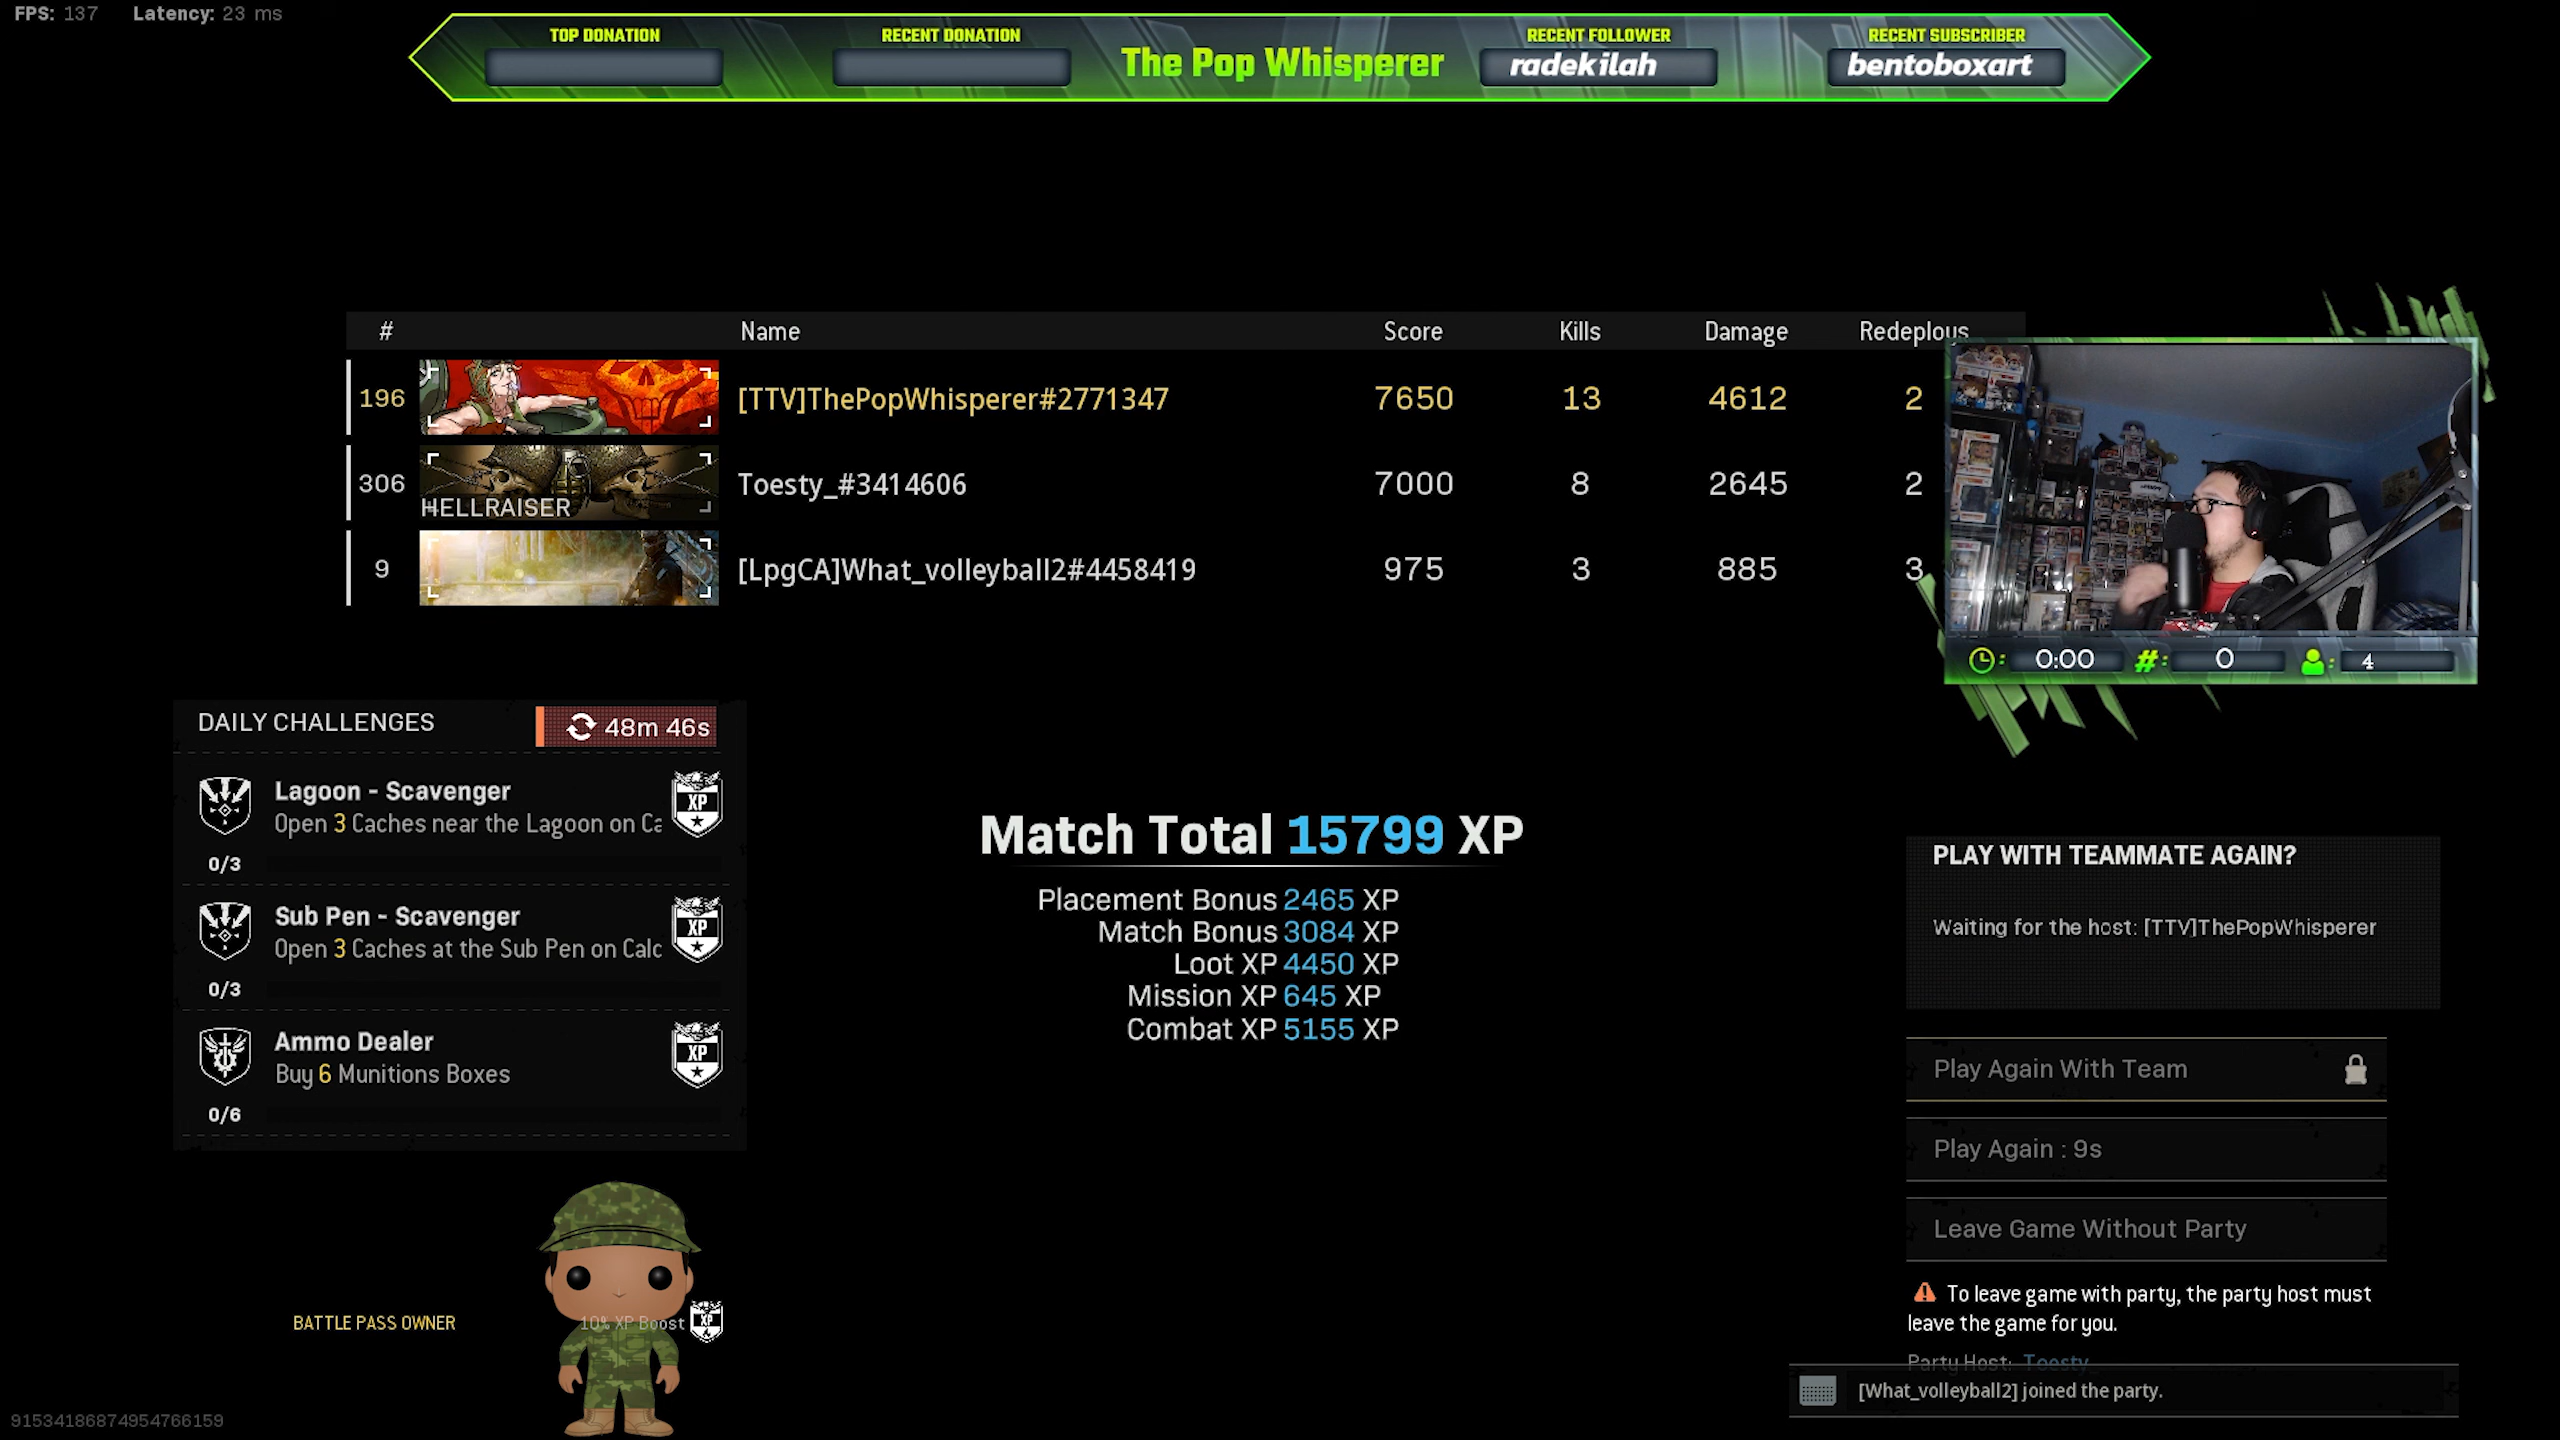 FPS: 137 Latency: 23 ms
TOP DONATION
RECENT DONATION
The Pop Whisperer
RECENT FOLLOWER
radekilah
RECENT SUBSCRIBER
bentoboxart
# Name Score Kills Damage Redeploys
196 [TTV]ThePopWhisperer#2771347 7650 13 4612 2
306 HELLRAISER Toesty_#3414606 7000 8 2645 2
9 [LpgCA]What_volleyball2#4458419 975 3 885 3
0:00 #: 0 : 4
DAILY CHALLENGES 48m 46s
Lagoon - Scavenger
Open 3 Caches near the Lagoon on Ca
XP
0/3
Sub Pen - Scavenger
Open 3 Caches at the Sub Pen on Calc
XP
0/3
Ammo Dealer
Buy 6 Munitions Boxes
XP
0/6
Match Total 15799 XP
Placement Bonus 2465 XP
Match Bonus 3084 XP
Loot XP 4450 XP
Mission XP 645 XP
Combat XP 5155 XP
PLAY WITH TEAMMATE AGAIN?
Waiting for the host: [TTV]ThePopWhisperer
Play Again With Team
Play Again : 9s
Leave Game Without Party
To leave game with party, the party host must
leave the game for you.
Party Host: Toesty_
[What_volleyball2] joined the party.
BATTLE PASS OWNER
10% XP Boost
XP
91534186874954766159